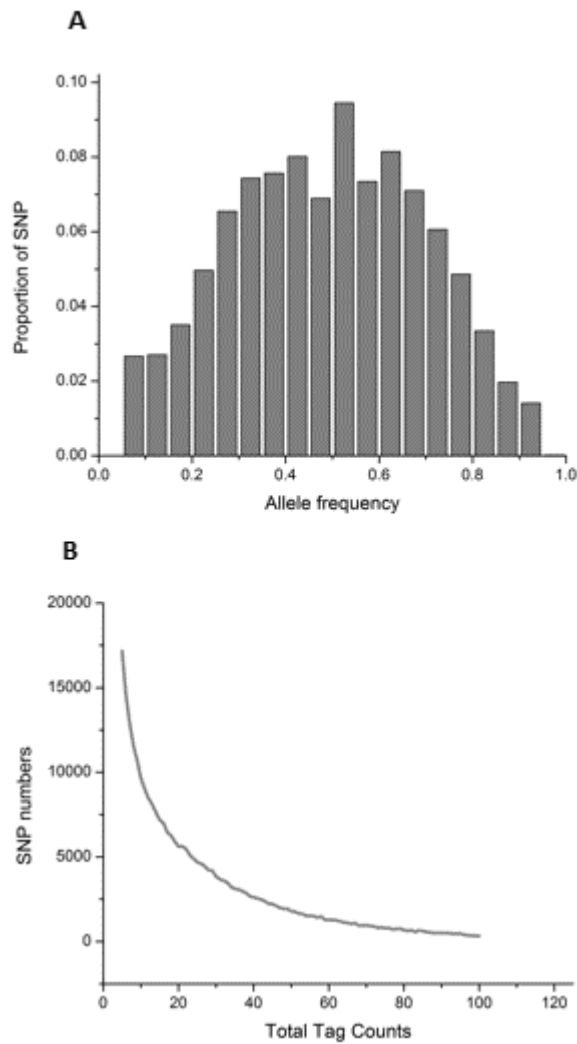 A
0.10
0.08
0.06
0.04
0.02
0.00
Proportion of SNP
0.0 0.2 0.4 0.6 0.8 1.0
Allele frequency
B
20000
15000
10000
5000
0
SNP numbers
0 20 40 60 80 100 120
Total Tag Counts